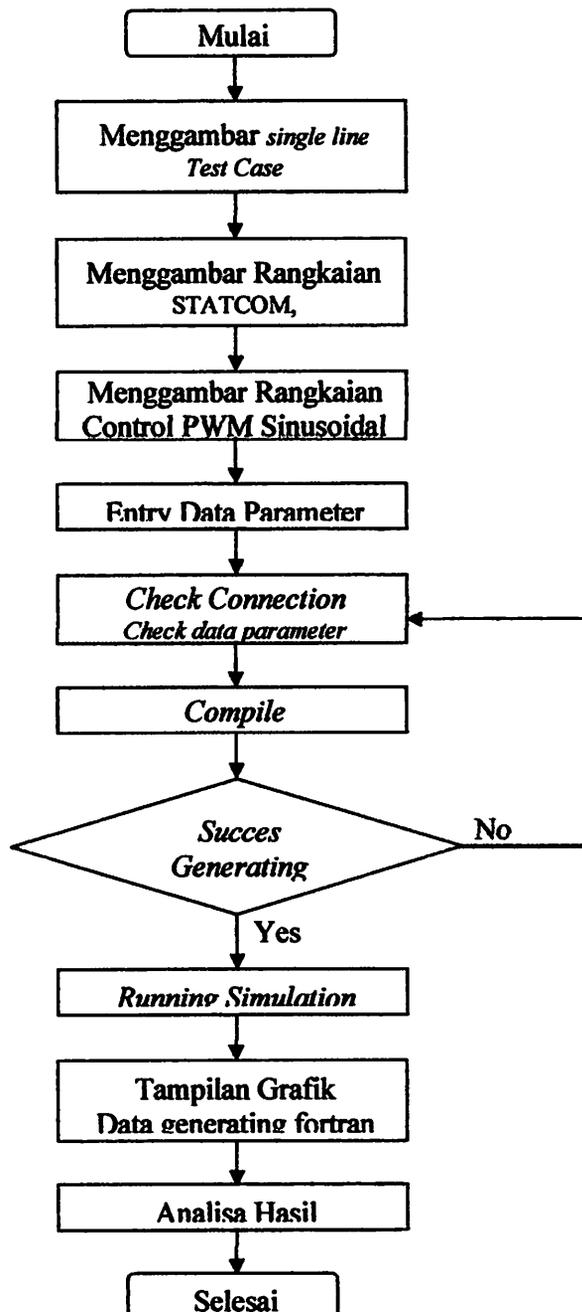 Mulai
Menggambar single line
Test Case
Menggambar Rangkaian
STATCOM,
Menggambar Rangkaian
Control PWM Sinusoidal
Entry Data Parameter
Check Connection
Check data parameter
Compile
Succes
Generating
No
Yes
Running Simulation
Tampilan Grafik
Data generating fortran
Analisa Hasil
Selesai